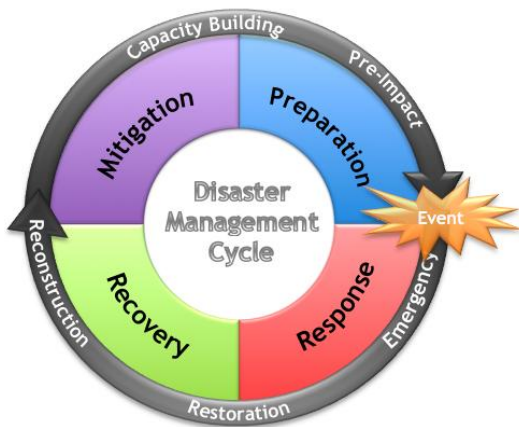 Capacity Building
Pre-Impact
Mitigation
Preparation
Disaster
Management
Cycle
Event
Reconstruction
Recovery
Response
Emergency
Restoration